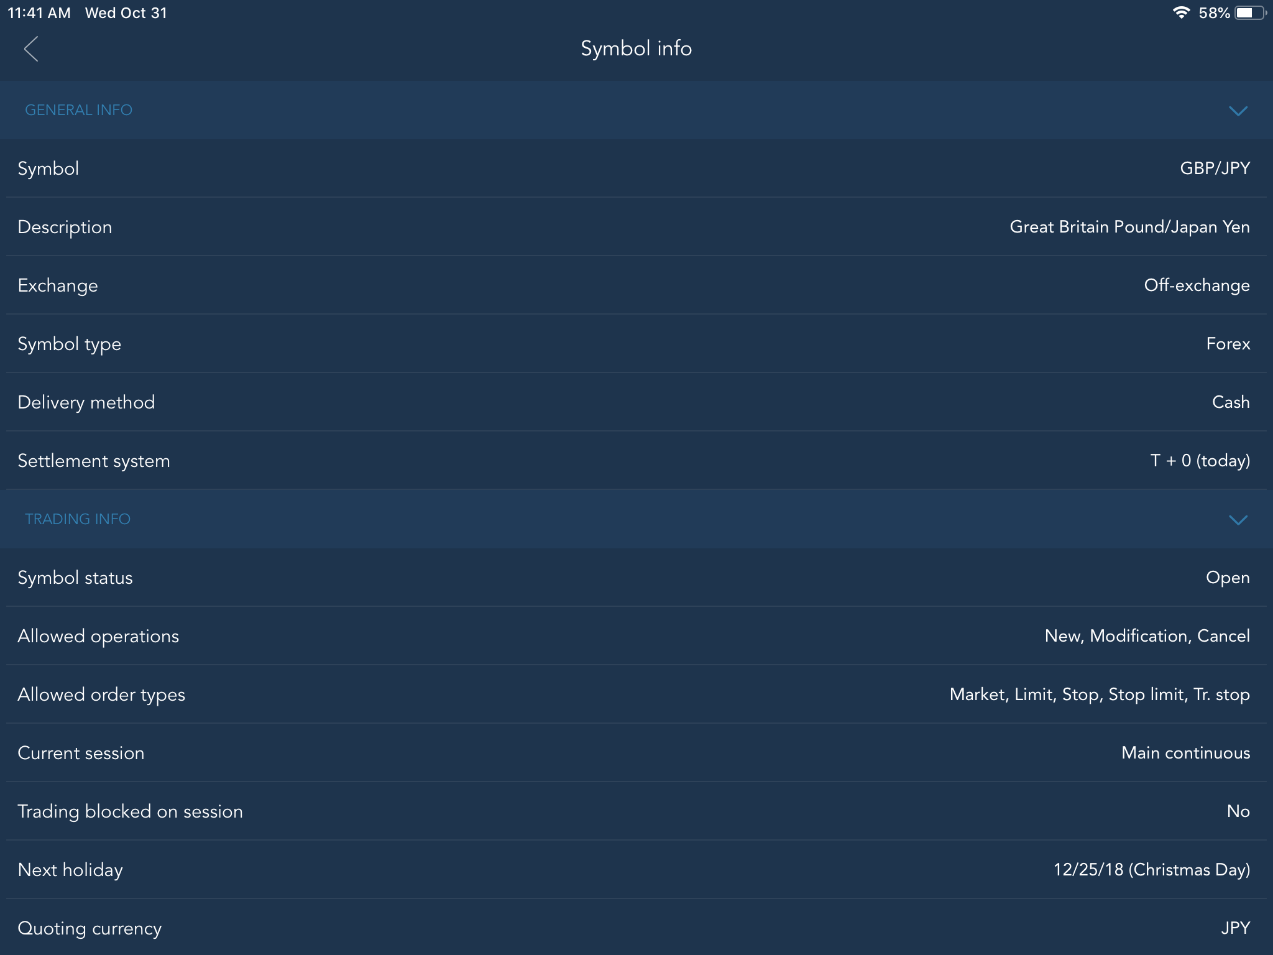 11:41 AM Wed Oct 31 58%
Symbol info
GENERAL INFO
Symbol GBP/JPY
Description Great Britain Pound/Japan Yen
Exchange Off-exchange
Symbol type Forex
Delivery method Cash
Settlement system T + 0 (today)
TRADING INFO
Symbol status Open
Allowed operations New, Modification, Cancel
Allowed order types Market, Limit, Stop, Stop limit, Tr. stop
Current session Main continuous
Trading blocked on session No
Next holiday 12/25/18 (Christmas Day)
Quoting currency JPY